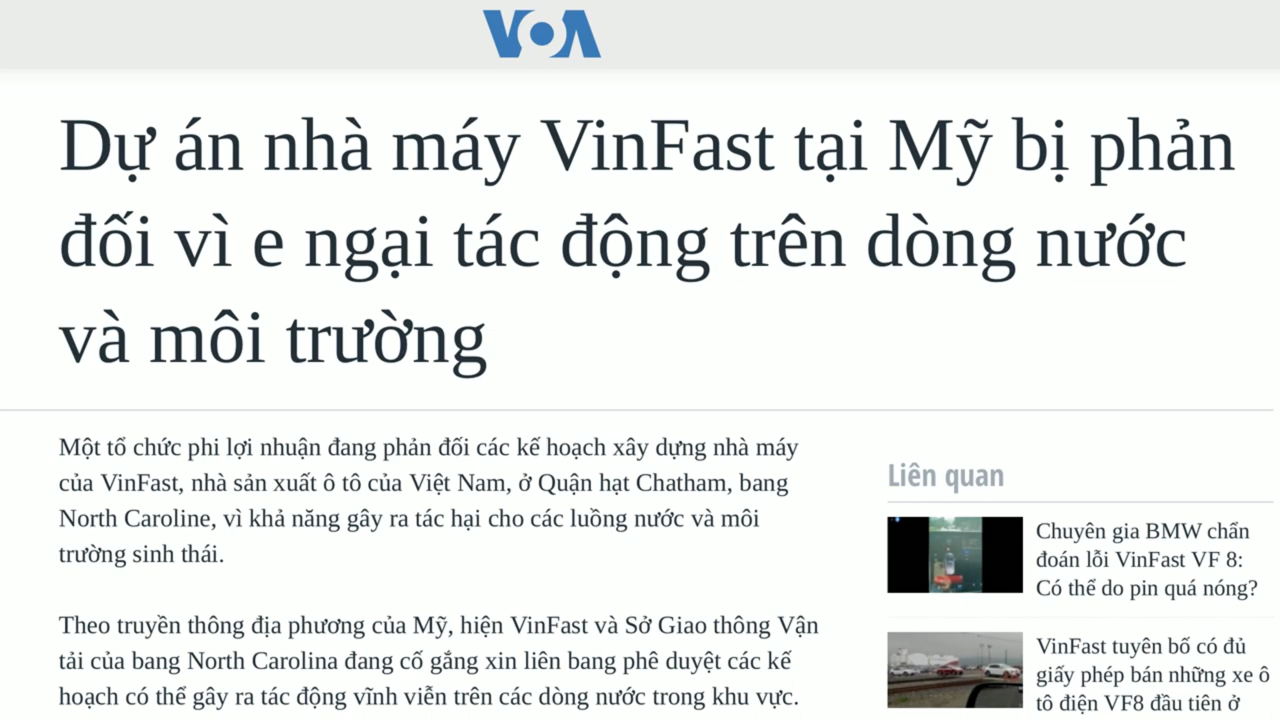 VOA
Dự án nhà máy VinFast tại Mỹ bị phản
đối vì e ngại tác động trên dòng nước
và môi trường
Một tổ chức phi lợi nhuận đang phản đối các kế hoạch xây dựng nhà máy
của VinFast, nhà sản xuất ô tô của Việt Nam, ở Quận hạt Chatham, bang
North Caroline, vì khả năng gây ra tác hại cho các luồng nước và môi
trường sinh thái.
Theo truyền thông địa phương của Mỹ, hiện VinFast và Sở Giao thông Vận
tải của bang North Carolina đang cố gắng xin liên bang phê duyệt các kế
hoạch có thể gây ra tác động vĩnh viễn trên các dòng nước trong khu vực.
Liên quan
Chuyên gia BMW chẩn
đoán lỗi VinFast VF 8:
Có thể do pin quá nóng?
VinFast tuyên bố có đủ
giấy phép bán những xe ô
tô điện VF8 đầu tiên ở